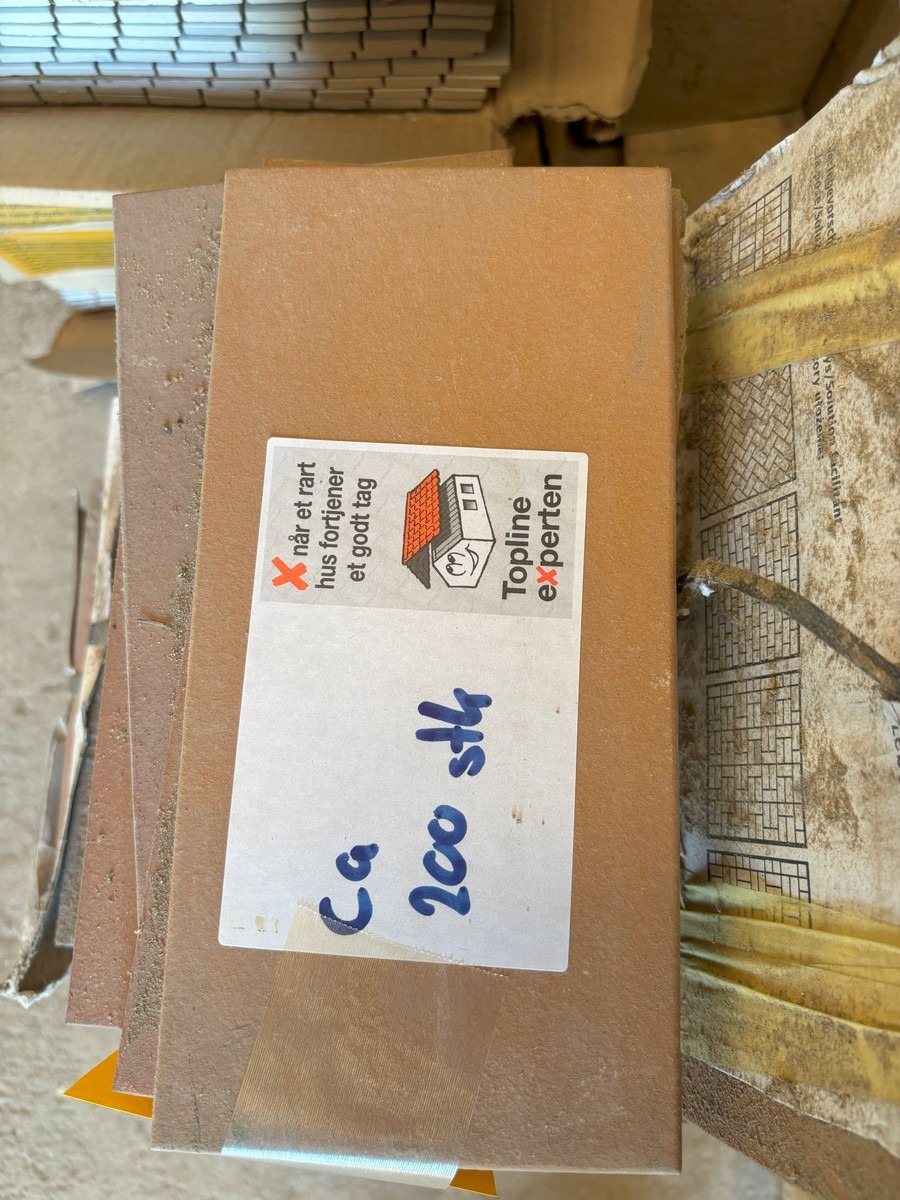 når et rart
hus fortjener
et godt tag
Topline
experten
Ca
200 stk